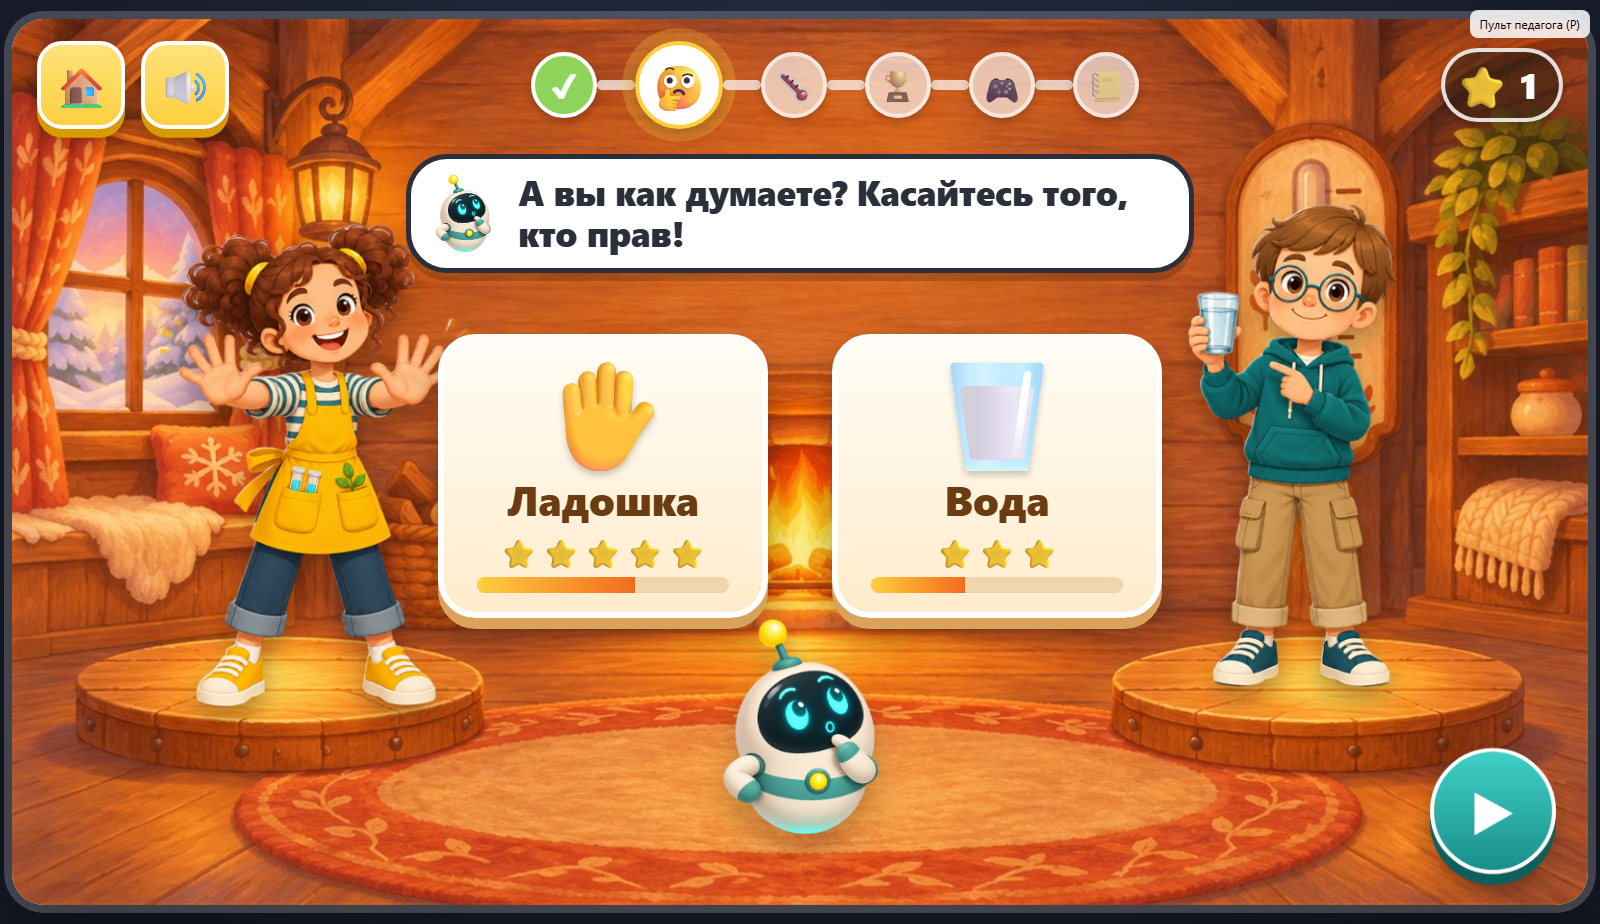 Пульт педагога (P)
1
А вы как думаете? Касайтесь того,
кто прав!
Ладошка
Вода